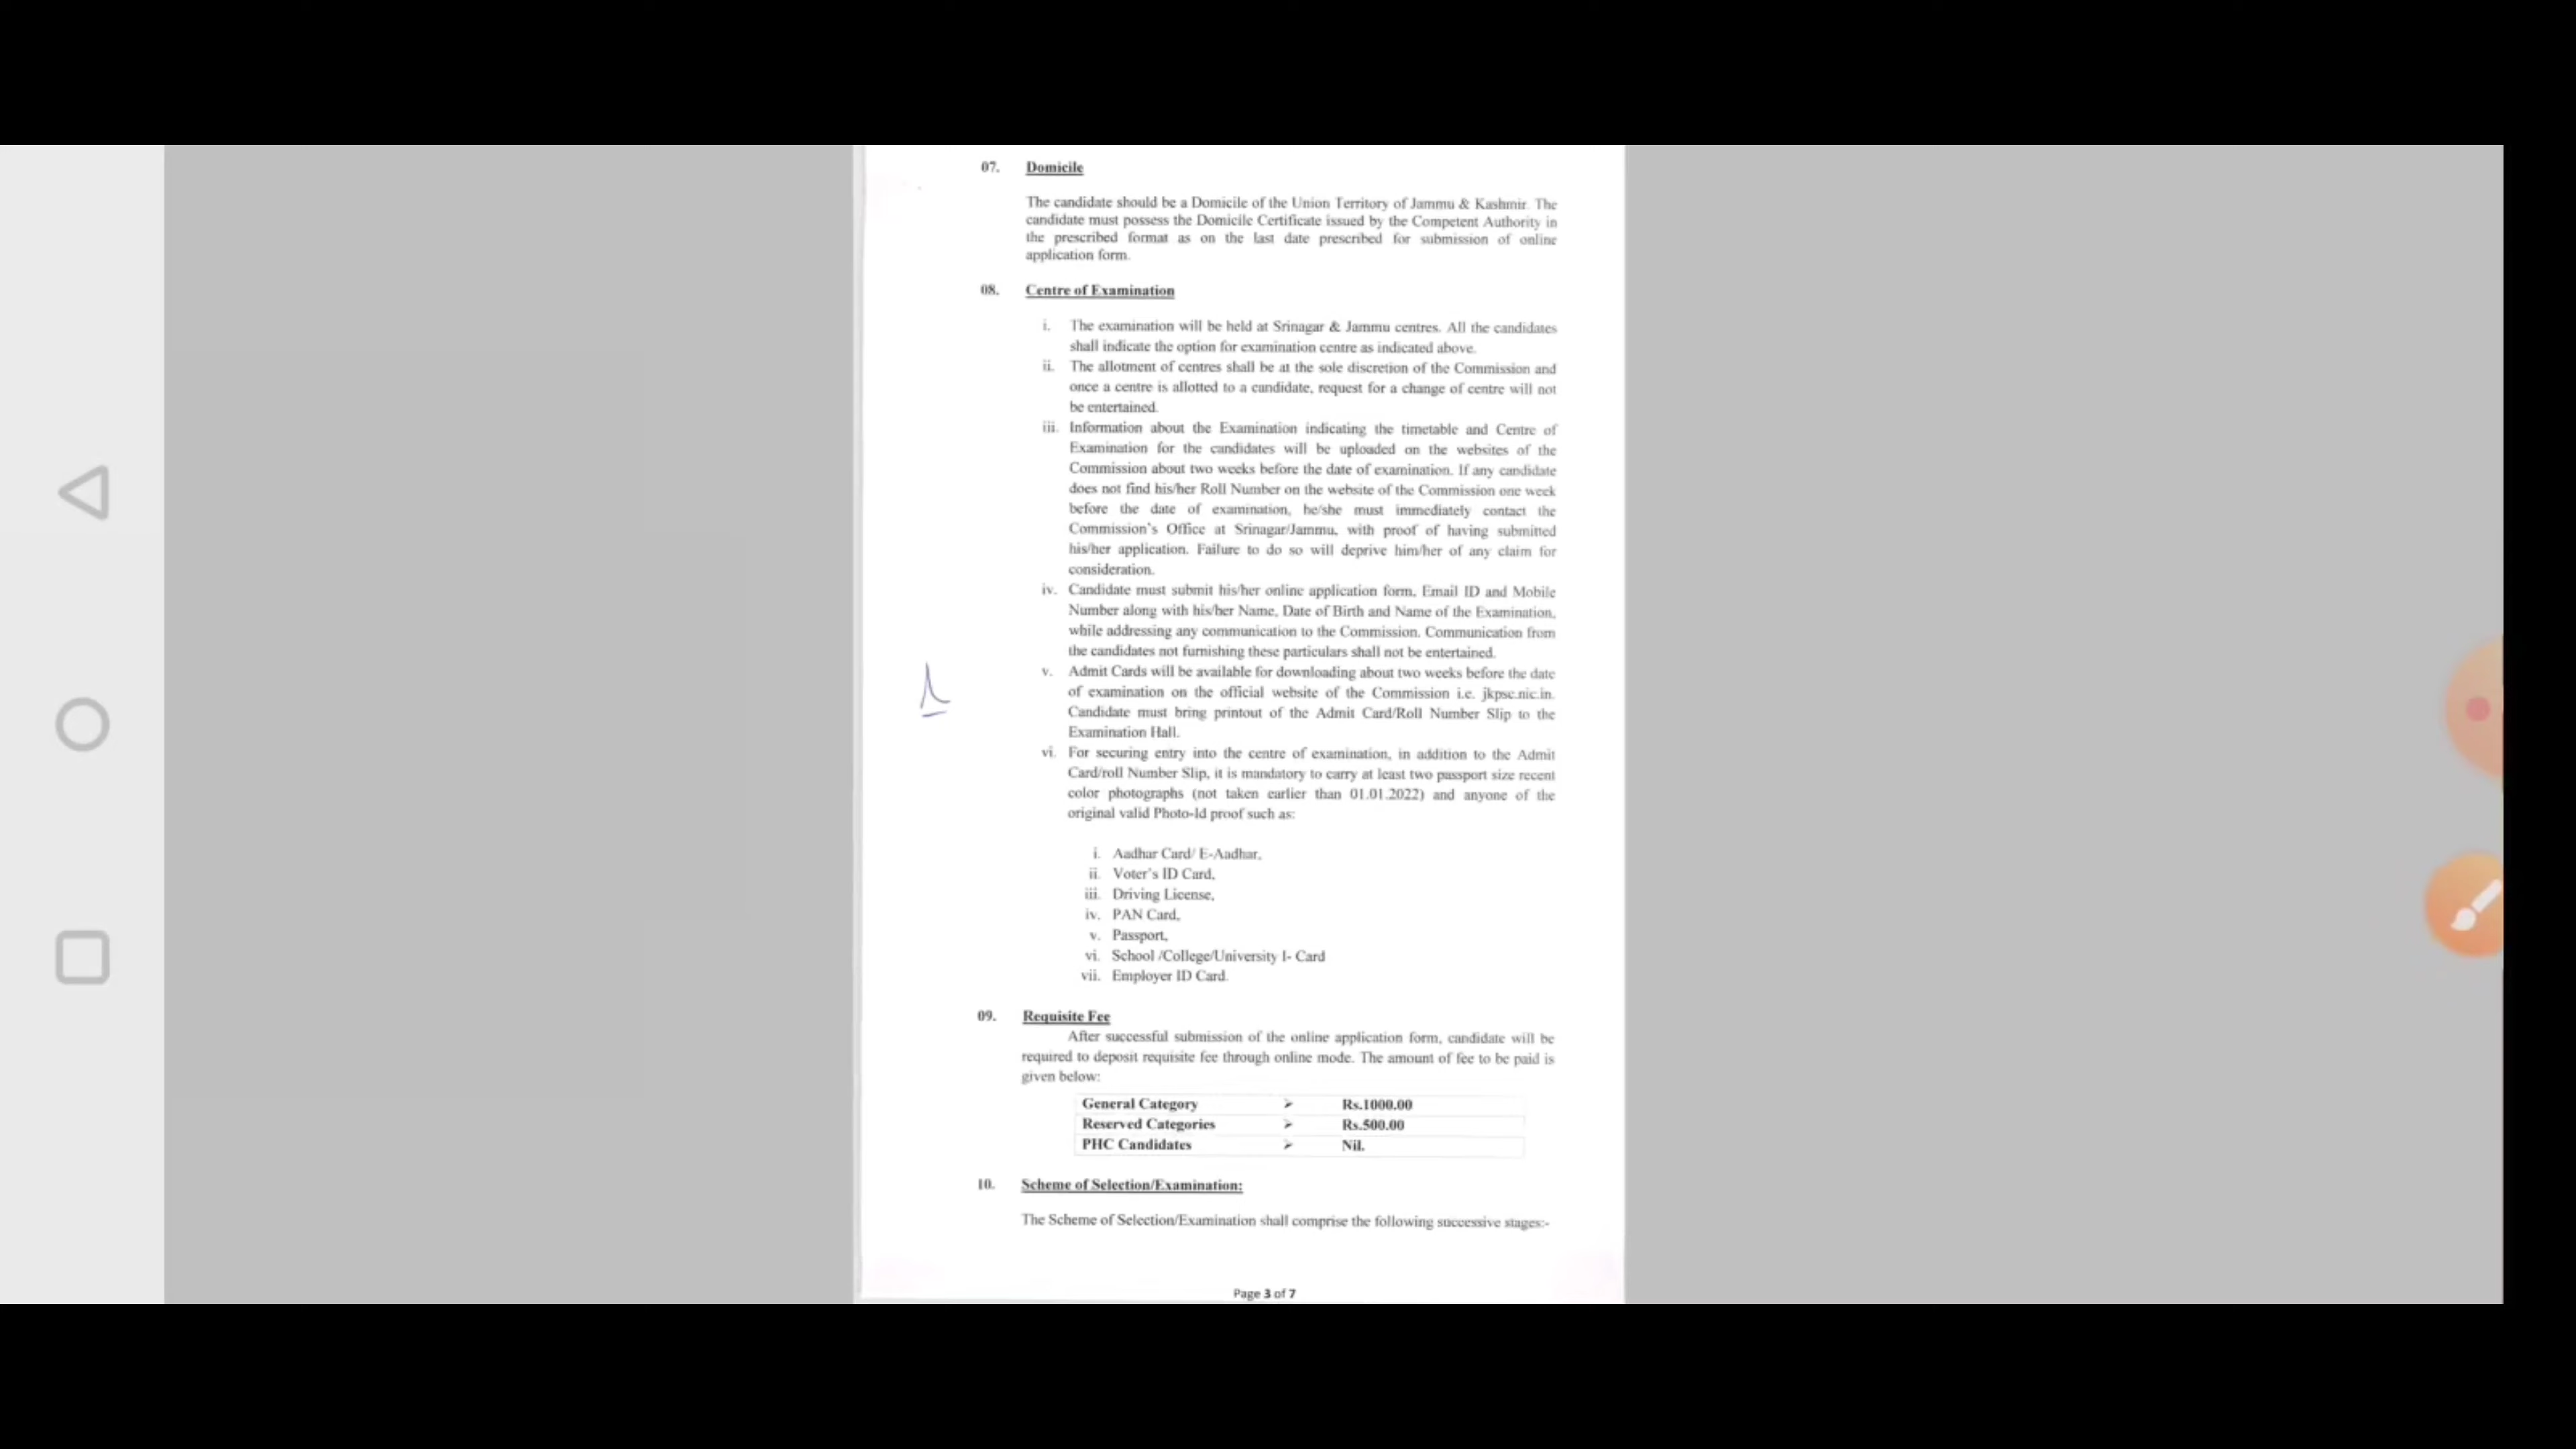 07. Domicile
The candidate should be a Domicile of the Union Territory of Jammu & Kashmir. The
candidate must possess the Domicile Certificate issued by the Competent Authority in
the prescribed format as on the last date prescribed for submission of online
application form.
08. Centre of Examination
i. The examination will be held at Srinagar & Jammu centres. All the candidates
shall indicate the option for examination centre as indicated above.
ii. The allotment of centres shall be at the sole discretion of the Commission and
once a centre is allotted to a candidate, request for a change of centre will not
be entertained.
iii. Information about the Examination indicating the timetable and Centre of
Examination for the candidates will be uploaded on the websites of the
Commission about two weeks before the date of examination. If any candidate
does not find his/her Roll Number on the website of the Commission one week
before the date of examination, he/she must immediately contact the
Commission's Office at Srinagar/Jammu, with proof of having submitted
his/her application. Failure to do so will deprive him/her of any claim for
consideration.
iv. Candidate must submit his/her online application form, Email ID and Mobile
Number along with his/her Name, Date of Birth and Name of the Examination,
while addressing any communication to the Commission. Communication from
the candidates not furnishing these particulars shall not be entertained.
v. Admit Cards will be available for downloading about two weeks before the date
of examination on the official website of the Commission i.e. jkpsc.nic.in.
Candidate must bring printout of the Admit Card/Roll Number Slip to the
Examination Hall.
vi. For securing entry into the centre of examination, in addition to the Admit
Card/roll Number Slip, it is mandatory to carry at least two passport size recent
color photographs (not taken earlier than 01.01.2022) and anyone of the
original valid Photo-Id proof such as:
i. Aadhar Card/ E-Aadhar,
ii. Voter's ID Card,
iii. Driving License,
iv. PAN Card,
v. Passport,
vi. School /College/University I- Card
vii. Employer ID Card.
09. Requisite Fee
After successful submission of the online application form, candidate will be
required to deposit requisite fee through online mode. The amount of fee to be paid is
given below:
General Category ➢ Rs.1000.00
Reserved Categories ➢ Rs.500.00
PHC Candidates ➢ Nil.
10. Scheme of Selection/Examination:
The Scheme of Selection/Examination shall comprise the following successive stages:-
Page 3 of 7